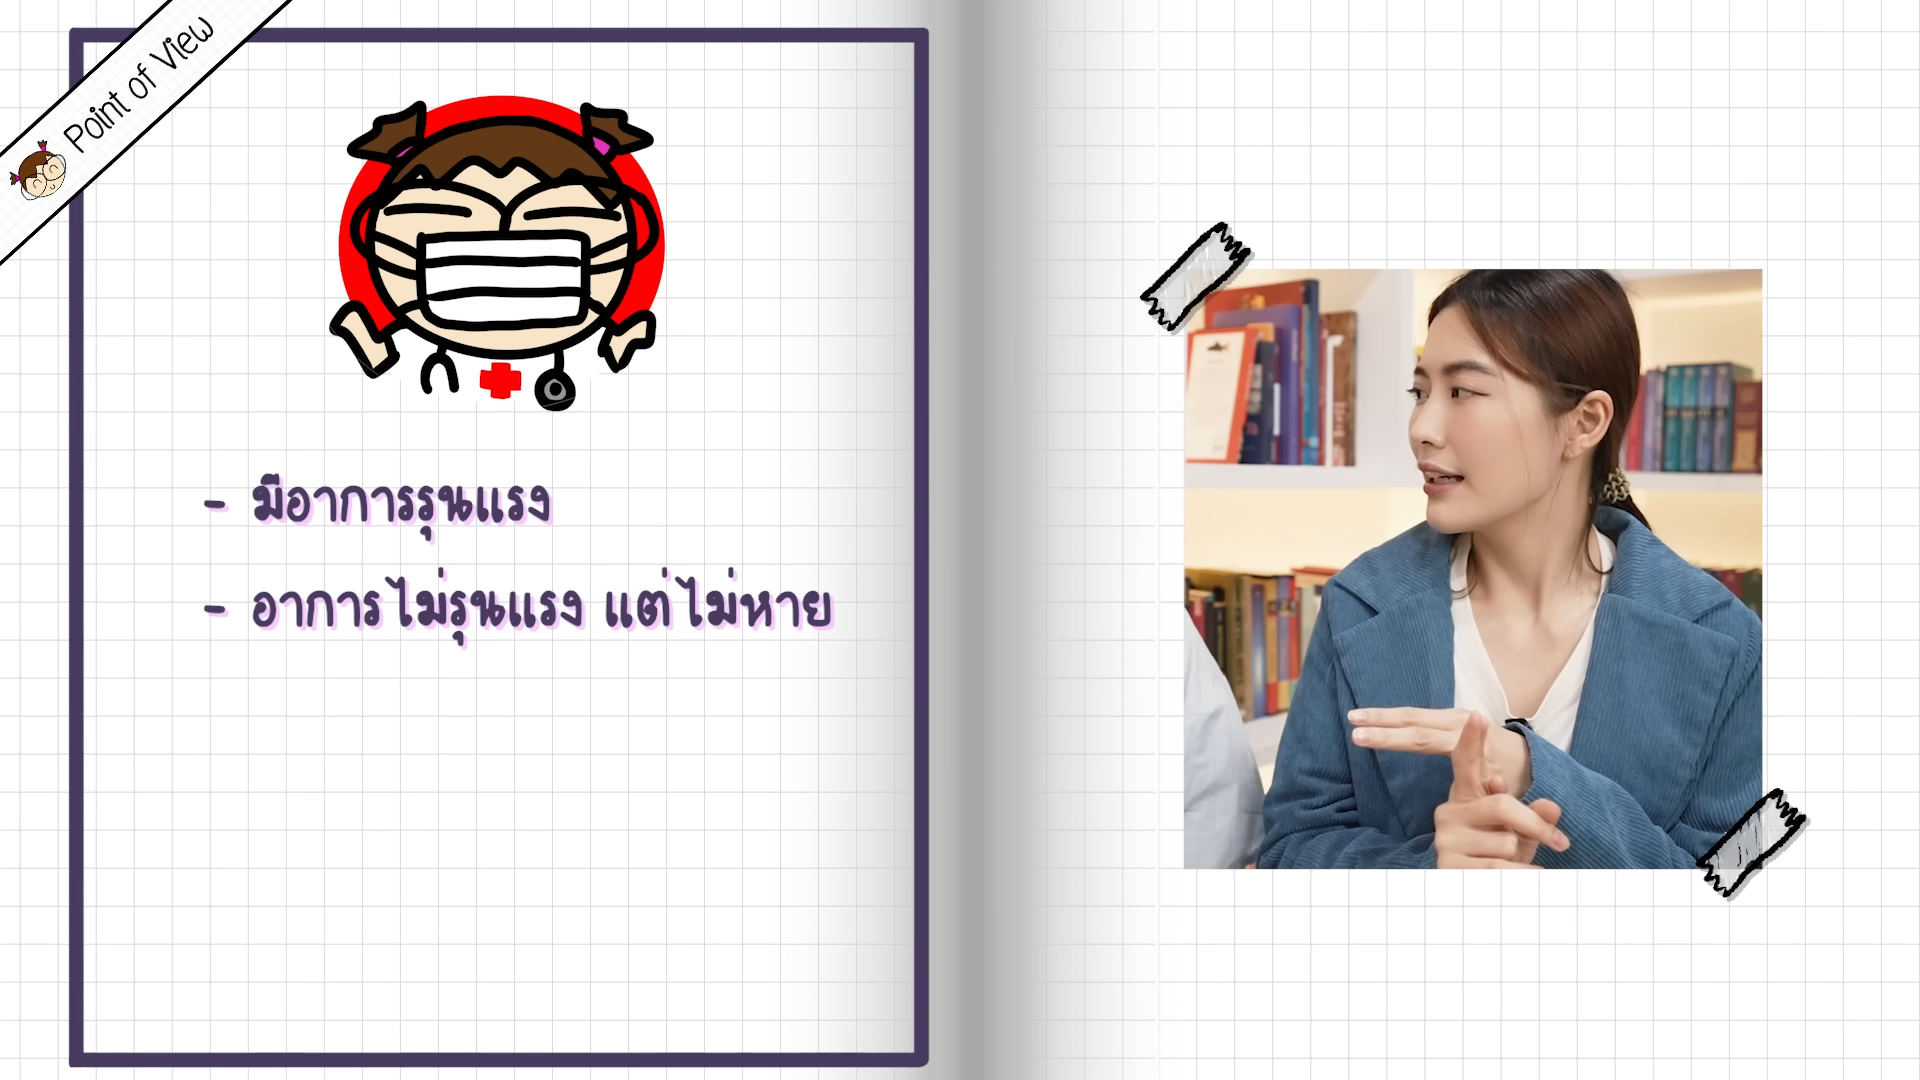 Point of View
- มีอาการรุนแรง
- อาการไม่รุนแรง แต่ไม่หาย